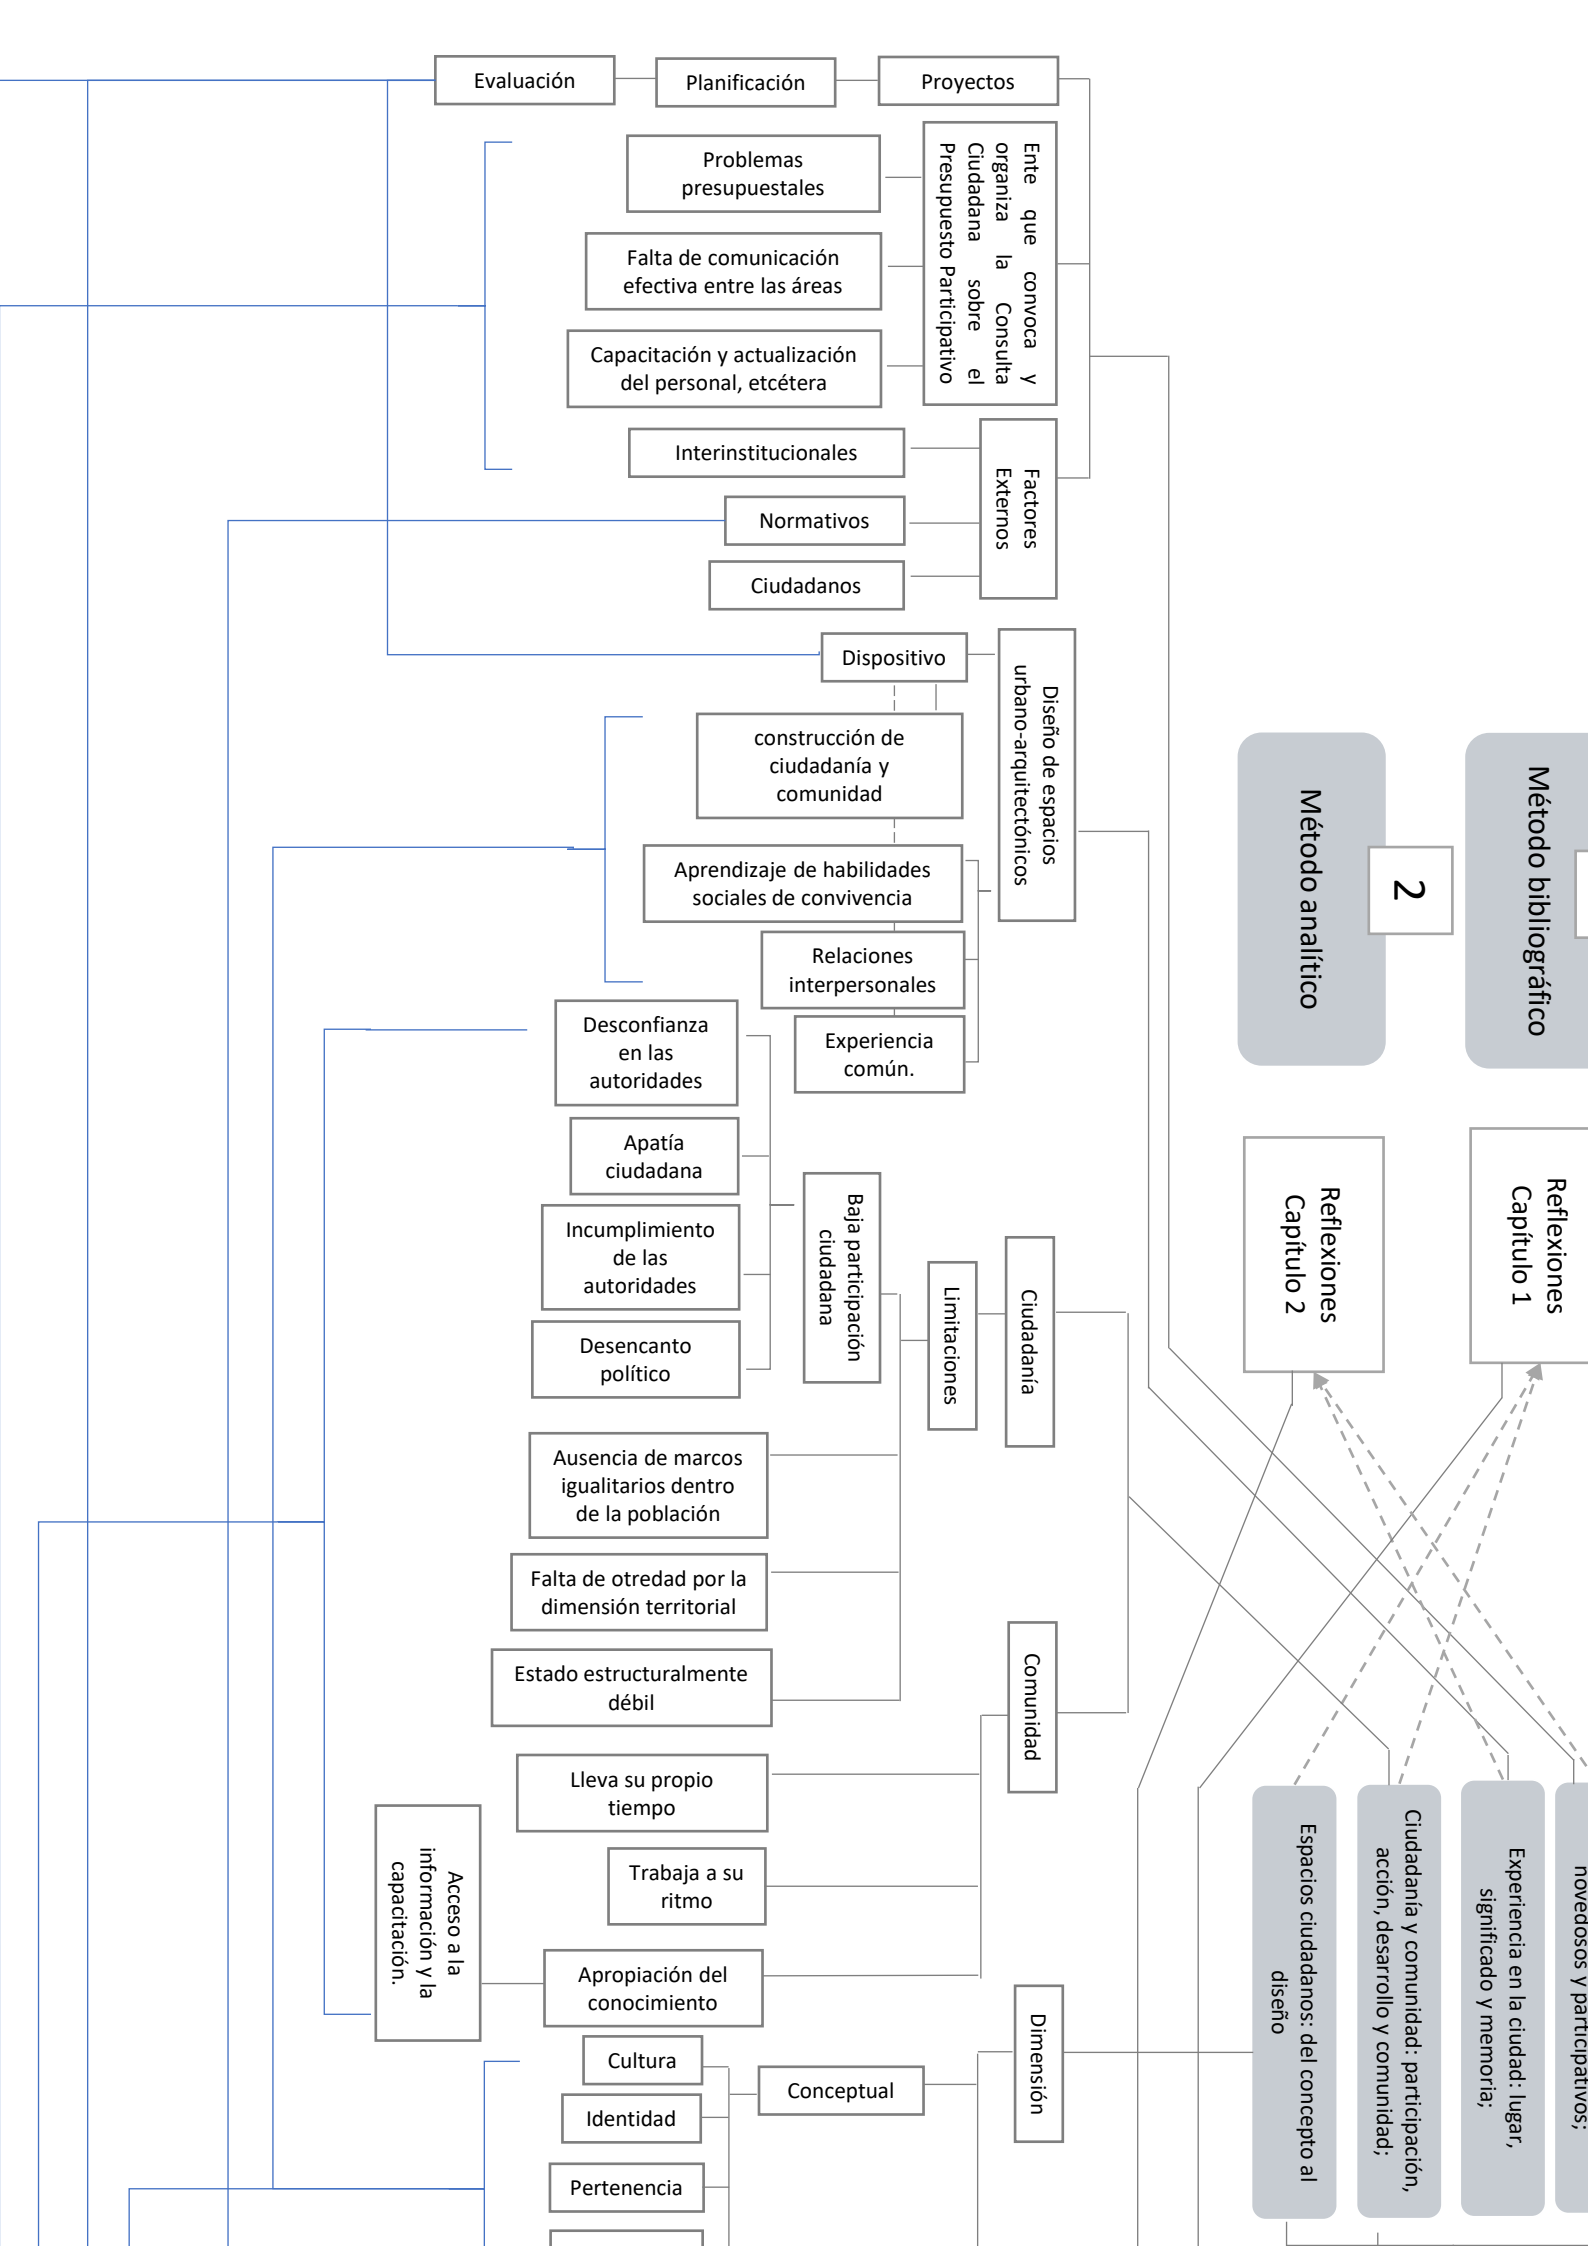 Evaluación
Planificación
Proyectos
Problemas
presupuestales
Falta de comunicación
efectiva entre las áreas
Capacitación y actualización
del personal, etcétera
Ente que convoca y
organiza la Consulta
Ciudadana sobre el
Presupuesto Participativo
Interinstitucionales
Normativos
Ciudadanos
Factores
Externos
Dispositivo
construcción de
ciudadanía y
comunidad
Aprendizaje de habilidades
sociales de convivencia
Relaciones
interpersonales
Experiencia
común.
Diseño de espacios
urbano-arquitectónicos
Método analítico
2
Método bibliográfico
Desconfianza
en las
autoridades
Apatía
ciudadana
Incumplimiento
de las
autoridades
Desencanto
político
Baja participación
ciudadana
Limitaciones
Ciudadanía
Reflexiones
Capítulo 2
Reflexiones
Capítulo 1
Ausencia de marcos
igualitarios dentro
de la población
Falta de otredad por la
dimensión territorial
Estado estructuralmente
débil
Comunidad
Lleva su propio
tiempo
Trabaja a su
ritmo
Apropiación del
conocimiento
Acceso a la
información y la
capacitación.
Cultura
Identidad
Pertenencia
Conceptual
Dimensión
Espacios ciudadanos: del concepto al
diseño
Ciudadanía y comunidad: participación,
acción, desarrollo y comunidad;
Experiencia en la ciudad: lugar,
significado y memoria;
novedosos y participativos;